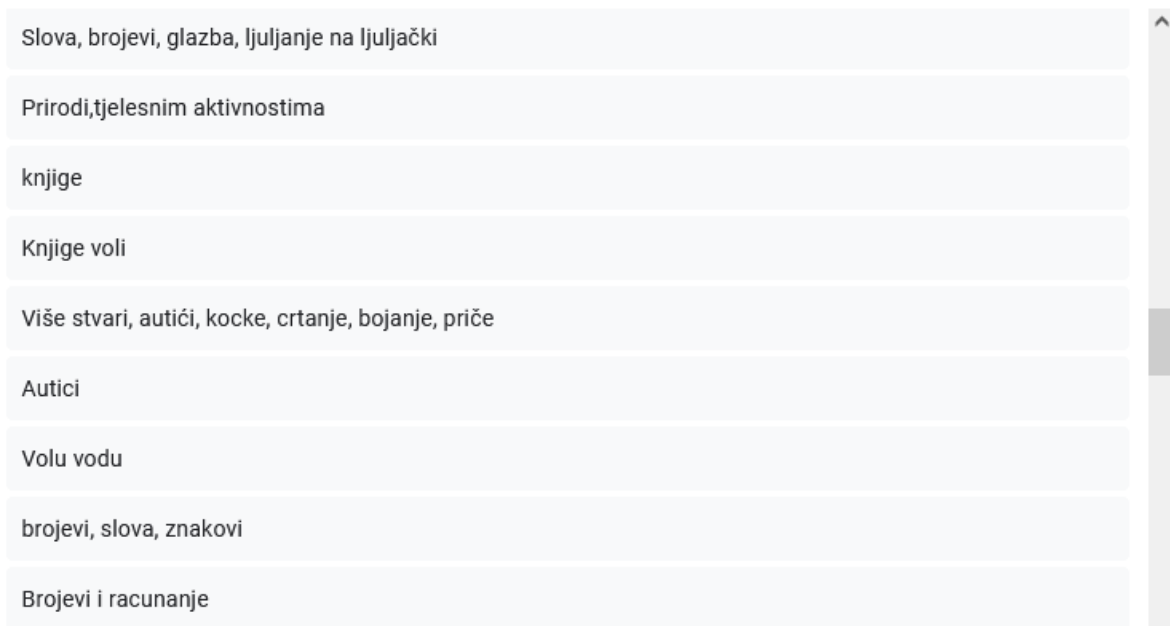 Slova, brojevi, glazba, ljuljanje na ljuljački
Prirodi,tjelesnim aktivnostima
knjige
Knjige voli
Više stvari, autići, kocke, crtanje, bojanje, priče
Autici
Volu vodu
brojevi, slova, znakovi
Brojevi i racunanje